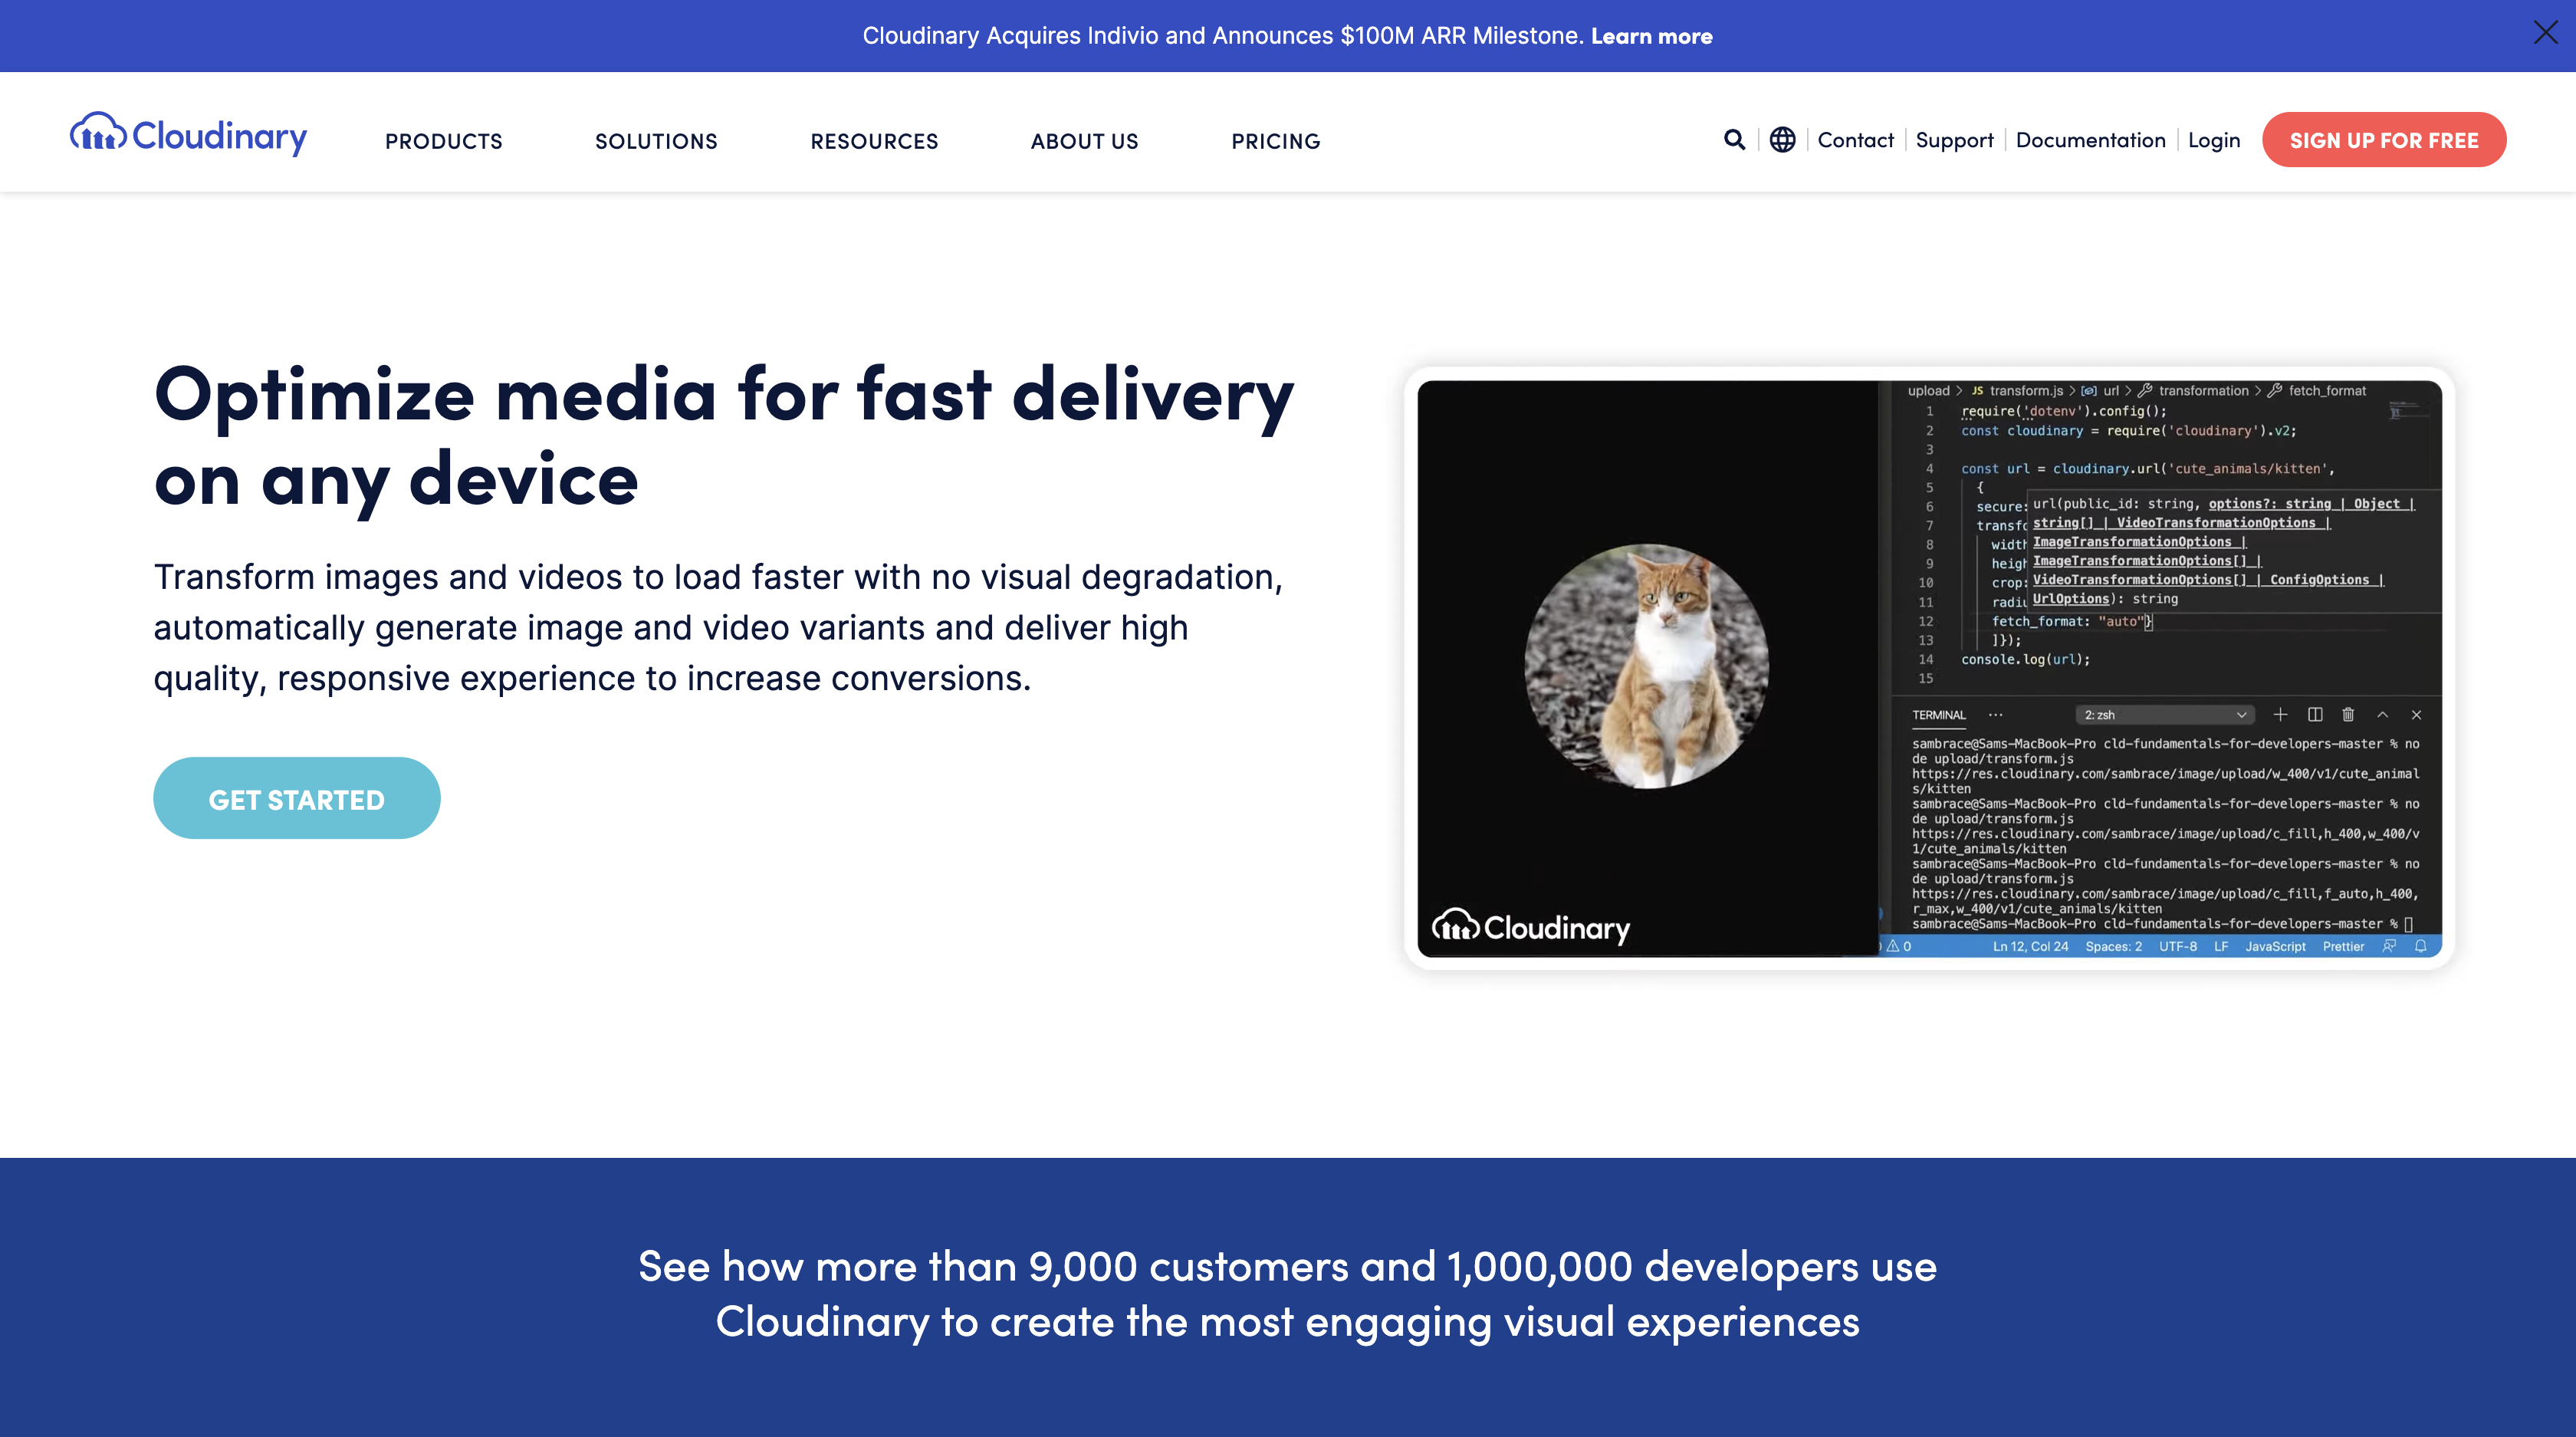 Cloudinary Acquires Indivio and Announces $100M ARR Milestone. Learn more
Cloudinary
PRODUCTS
SOLUTIONS
RESOURCES
ABOUT US
PRICING
Contact
Support
Documentation
Login
SIGN UP FOR FREE
Optimize media for fast delivery
on any device
Transform images and videos to load faster with no visual degradation,
automatically generate image and video variants and deliver high
quality, responsive experience to increase conversions.
GET STARTED
Cloudinary
upload > JS transform.js > url > transformation > fetch_format
1 require('dotenv').config();
2 const cloudinary = require('cloudinary').v2;
3
4 const url = cloudinary.url('cute_animals/kitten',
5 {
6 secure:
7 transfo
8 width
9 heigh
10 crop:
11 radiu
12 fetch_format: "auto"}
13 ]});
14 console.log(url);
15
url(public_id: string, options?: string | Object |
string[] | VideoTransformationOptions |
ImageTransformationOptions |
ImageTransformationOptions[] |
VideoTransformationOptions[] | ConfigOptions |
UrlOptions): string
TERMINAL ··· 2: zsh
sambrace@Sams-MacBook-Pro cld-fundamentals-for-developers-master % no
de upload/transform.js
https://res.cloudinary.com/sambrace/image/upload/w_400/v1/cute_animal
s/kitten
sambrace@Sams-MacBook-Pro cld-fundamentals-for-developers-master % no
de upload/transform.js
https://res.cloudinary.com/sambrace/image/upload/c_fill,h_400,w_400/v
1/cute_animals/kitten
sambrace@Sams-MacBook-Pro cld-fundamentals-for-developers-master % no
de upload/transform.js
https://res.cloudinary.com/sambrace/image/upload/c_fill,f_auto,h_400,
r_max,w_400/v1/cute_animals/kitten
sambrace@Sams-MacBook-Pro cld-fundamentals-for-developers-master %
0 Ln 12, Col 24 Spaces: 2 UTF-8 LF JavaScript Prettier
See how more than 9,000 customers and 1,000,000 developers use
Cloudinary to create the most engaging visual experiences